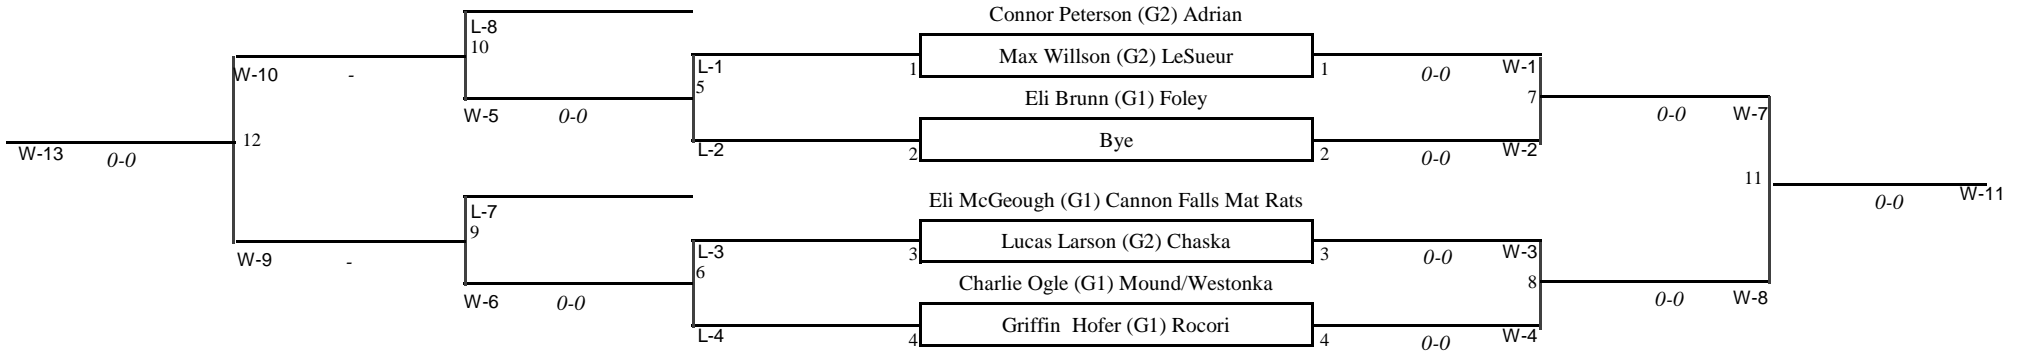 Connor Peterson (G2) Adrian
L-8
10
Max Willson (G2) LeSueur
W-10 -
L-1 1 1 0-0 W-1
5
Eli Brunn (G1) Foley
7
W-5 0-0
0-0 W-7
12
Bye
W-13 0-0
L-2 2 2 0-0 W-2
11
Eli McGeough (G1) Cannon Falls Mat Rats
0-0 W-11
L-7
9
Lucas Larson (G2) Chaska
W-9 -
L-3 3 3 0-0 W-3
6
Charlie Ogle (G1) Mound/Westonka
8
W-6 0-0
0-0 W-8
Griffin Hofer (G1) Rocori
L-4 4 4 0-0 W-4